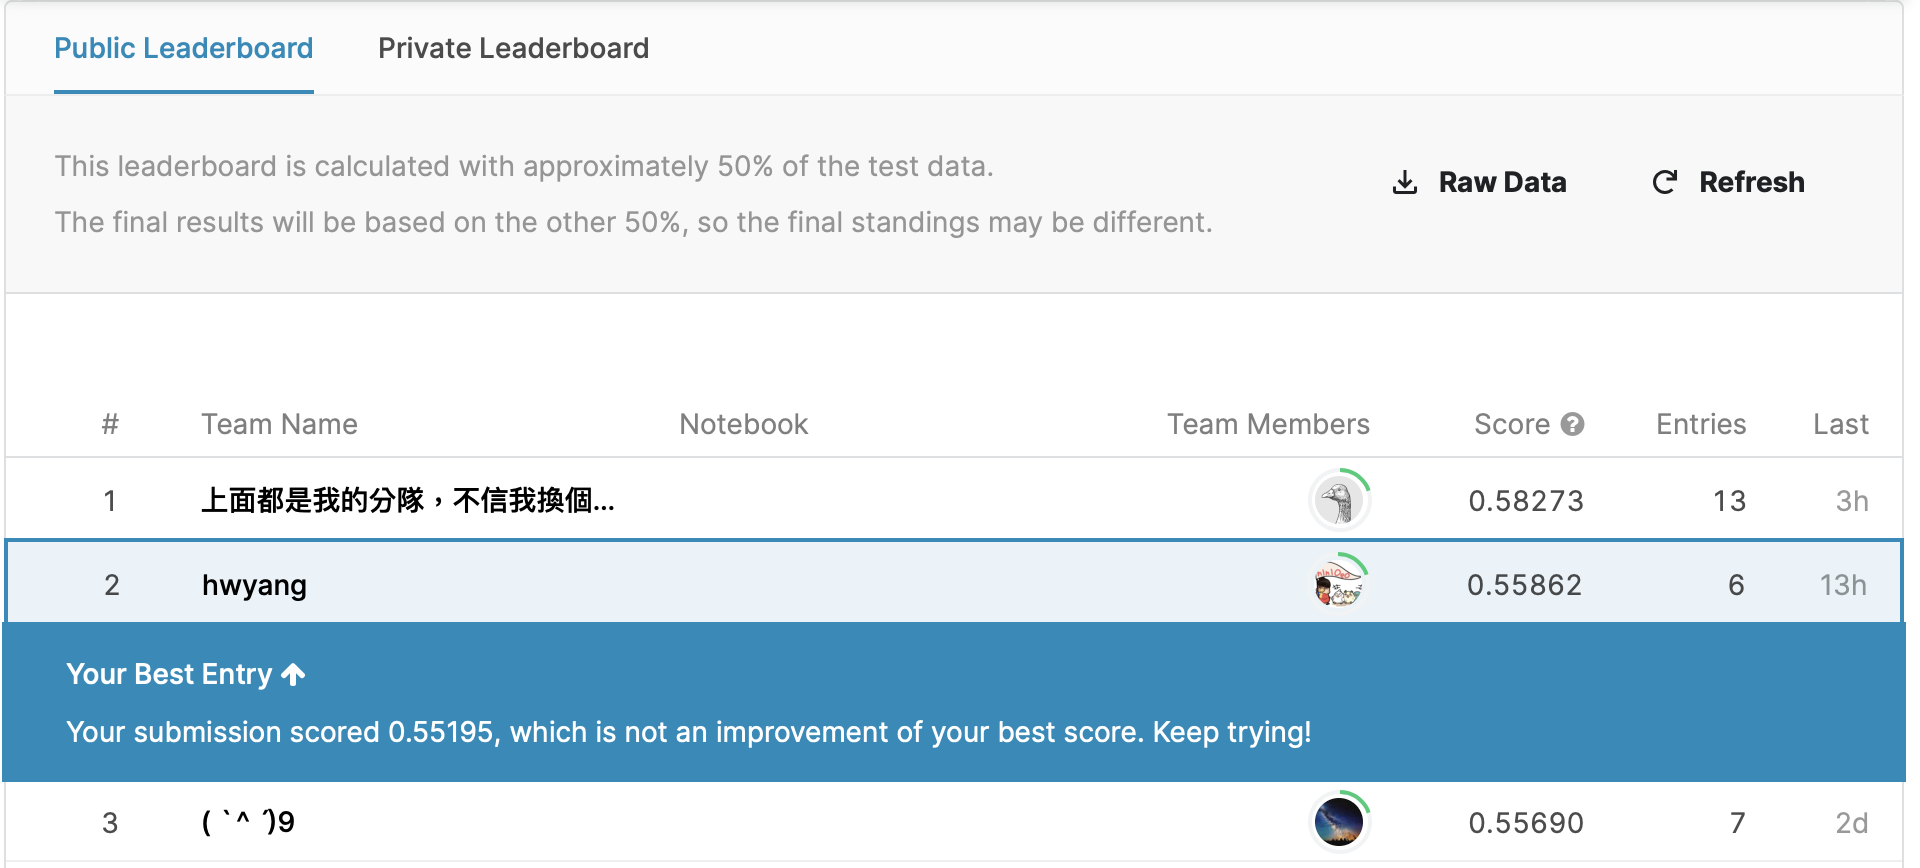 Public Leaderboard Private Leaderboard
This leaderboard is calculated with approximately 50% of the test data.
The final results will be based on the other 50%, so the final standings may be different.
Raw Data Refresh
# Team Name Notebook Team Members Score ? Entries Last
1 上面都是我的分隊，不信我換個... 0.58273 13 3h
2 hwyang 0.55862 6 13h
Your Best Entry ↑
Your submission scored 0.55195, which is not an improvement of your best score. Keep trying!
3 ( ` ^ ´)9 0.55690 7 2d